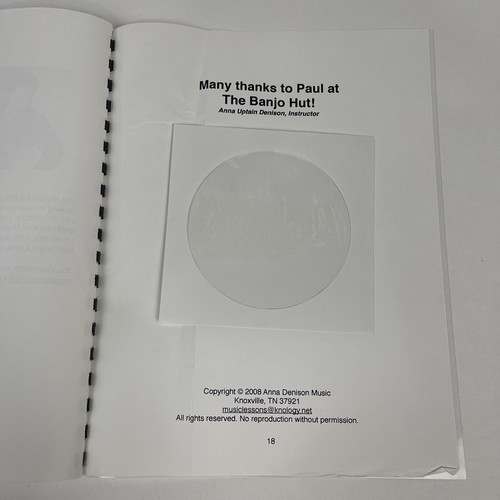 Many thanks to Paul at
The Banjo Hut!
Anna Uptain Denison, Instructor
Copyright © 2008 Anna Denison Music
Knoxville, TN 37921
musiclessons@knology.net
All rights reserved. No reproduction without permission.
18